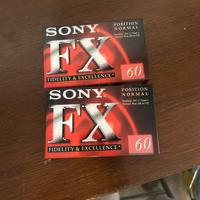 SONY
POSITION
NORMAL
FX
FIDELITY & EXCELLENCE
60
SONY
POSITION
NORMAL
FX
FIDELITY & EXCELLENCE
60